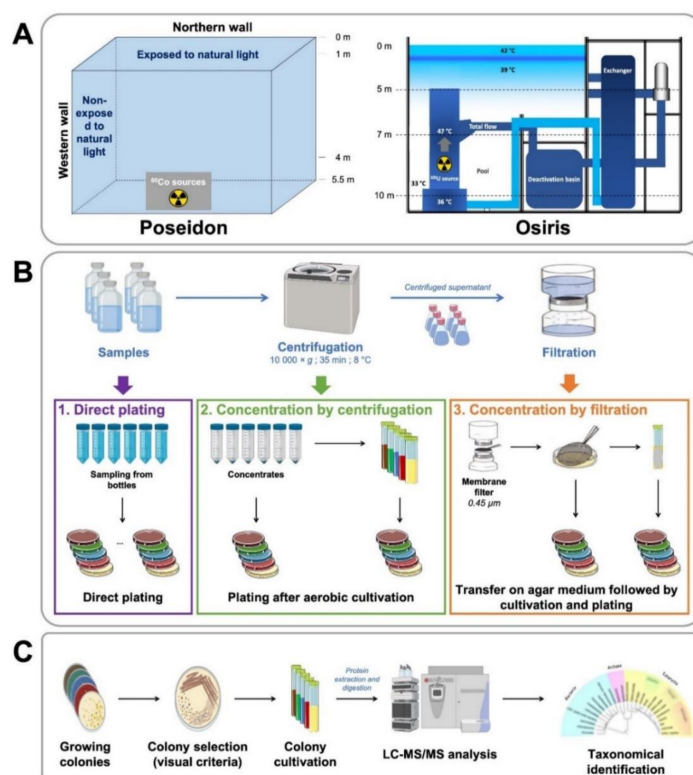 A
Northern wall
0 m
1 m
Exposed to natural light
Western wall
Non-expose
d to
natural
light
⁶⁰Co sources
4 m
5.5 m
Poseidon
0 m
42 °C
39 °C
5 m
47 °C
Total flow
7 m
source
Pool
33 °C
36 °C
10 m
Exchanger
Deactivation basin
Osiris
B
Samples
Centrifugation
10 000 × g ; 35 min ; 8 °C
Centrifuged supernatant
Filtration
1. Direct plating
Sampling from
bottles
...
Direct plating
2. Concentration by centrifugation
Concentrates
Plating after aerobic cultivation
3. Concentration by filtration
Membrane
filter
0.45 µm
Transfer on agar medium followed by
cultivation and plating
C
Growing
colonies
Colony selection
(visual criteria)
Colony
cultivation
Protein
extraction and
digestion
LC-MS/MS analysis
Bacteria
Archaea
Taxonomical
identification